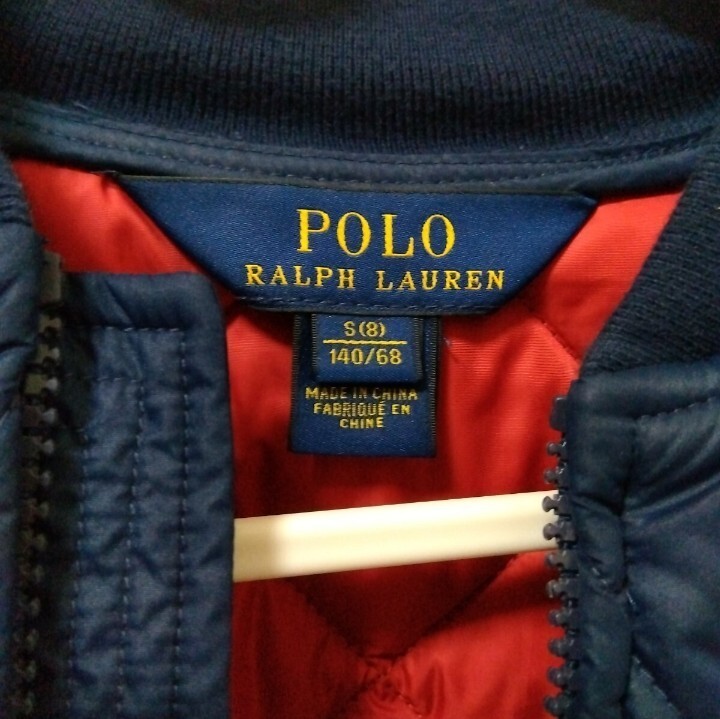 POLO
RALPH LAUREN
S(8)
140/68
MADE IN CHINA
FABRIQUÉ EN
CHINE